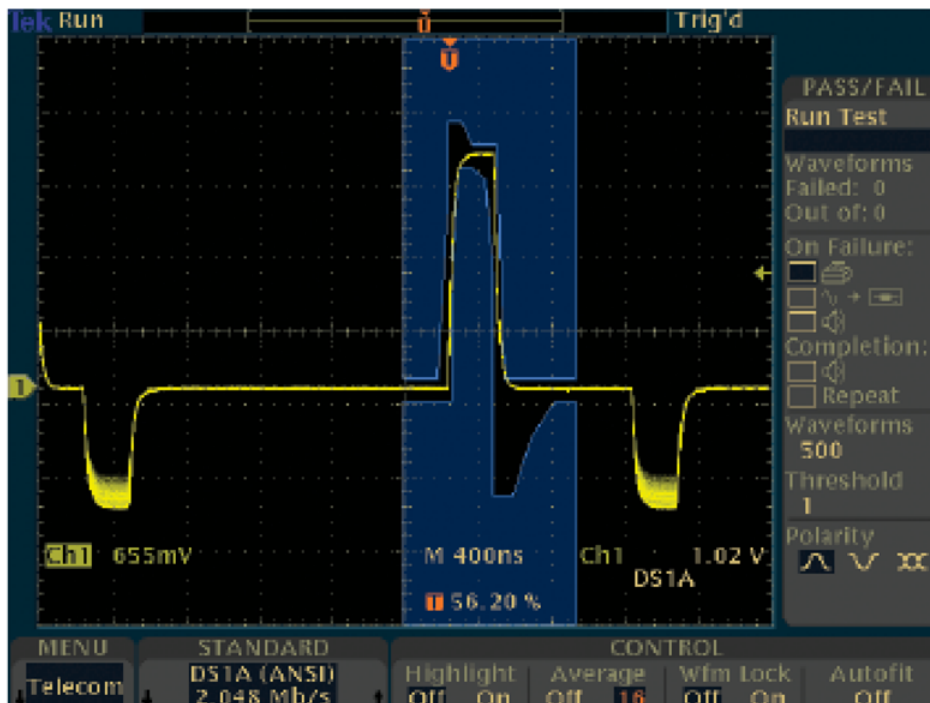 Tek Run Trig'd
PASS/FAIL
Run Test
Waveforms
Failed: 0
Out of: 0
On Failure:
Completion:
Repeat
Waveforms
500
Threshold
1
Polarity
1
Ch1 655mV M 400ns Ch1 1.02 V
DS1A
T 56.20 %
MENU STANDARD CONTROL
Telecom DS1A (ANSI) Highlight Average Wfm Lock Autofit
2.048 Mb/s Off On Off 16 Off On Off